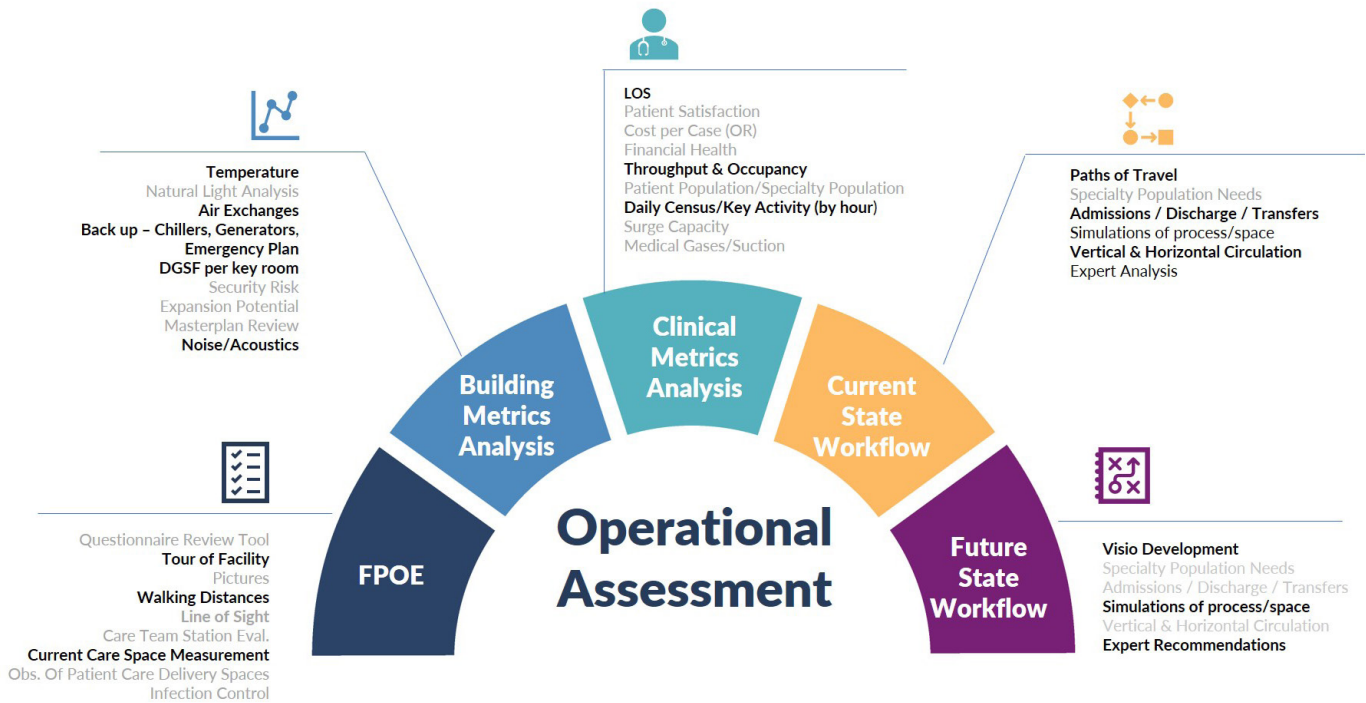 LOS
Patient Satisfaction
Cost per Case (OR)
Financial Health
Throughput & Occupancy
Patient Population/Specialty Population
Daily Census/Key Activity (by hour)
Surge Capacity
Medical Gases/Suction
Temperature
Natural Light Analysis
Air Exchanges
Back up – Chillers, Generators,
Emergency Plan
DGSF per key room
Security Risk
Expansion Potential
Masterplan Review
Noise/Acoustics
Paths of Travel
Specialty Population Needs
Admissions / Discharge / Transfers
Simulations of process/space
Vertical & Horizontal Circulation
Expert Analysis
Clinical
Metrics
Analysis
Building
Metrics
Analysis
Current
State
Workflow
Questionnaire Review Tool
Tour of Facility
Pictures
Walking Distances
Line of Sight
Care Team Station Eval.
Current Care Space Measurement
Obs. Of Patient Care Delivery Spaces
Infection Control
FPOE
Operational
Assessment
Future
State
Workflow
Visio Development
Specialty Population Needs
Admissions / Discharge / Transfers
Simulations of process/space
Vertical & Horizontal Circulation
Expert Recommendations